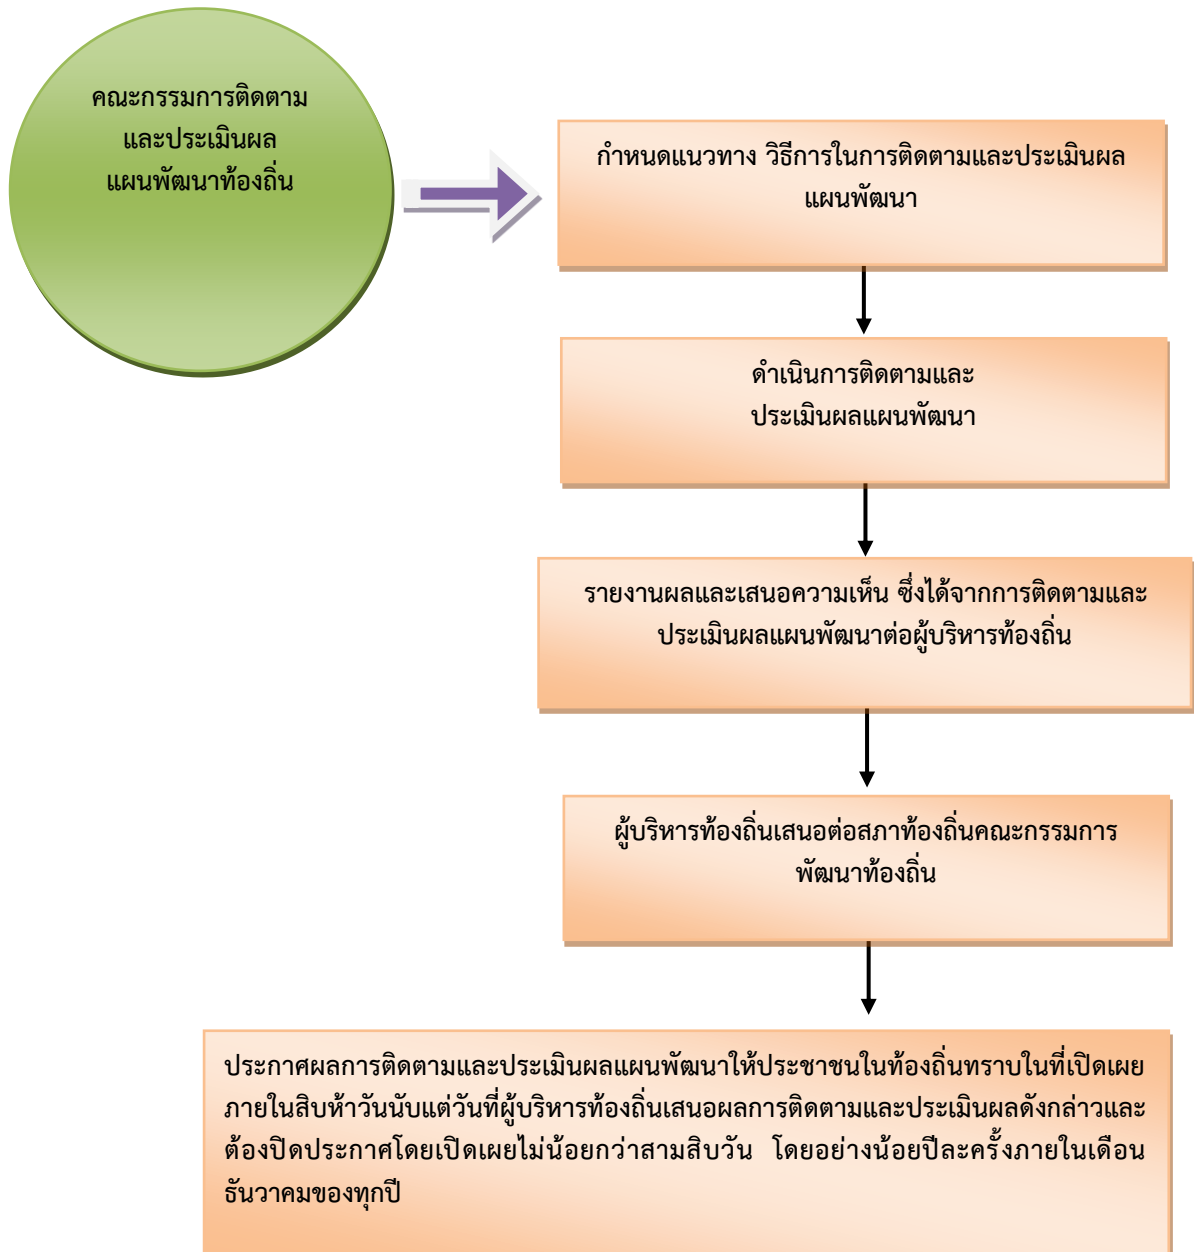 คณะกรรมการติดตาม
และประเมินผล
แผนพัฒนาท้องถิ่น
กำหนดแนวทาง วิธีการในการติดตามและประเมินผล
แผนพัฒนา
ดำเนินการติดตามและ
ประเมินผลแผนพัฒนา
รายงานผลและเสนอความเห็น ซึ่งได้จากการติดตามและ
ประเมินผลแผนพัฒนาต่อผู้บริหารท้องถิ่น
ผู้บริหารท้องถิ่นเสนอต่อสภาท้องถิ่นคณะกรรมการ
พัฒนาท้องถิ่น
ประกาศผลการติดตามและประเมินผลแผนพัฒนาให้ประชาชนในท้องถิ่นทราบในที่เปิดเผย
ภายในสิบห้าวันนับแต่วันที่ผู้บริหารท้องถิ่นเสนอผลการติดตามและประเมินผลดังกล่าวและ
ต้องปิดประกาศโดยเปิดเผยไม่น้อยกว่าสามสิบวัน โดยอย่างน้อยปีละครั้งภายในเดือน
ธันวาคมของทุกปี